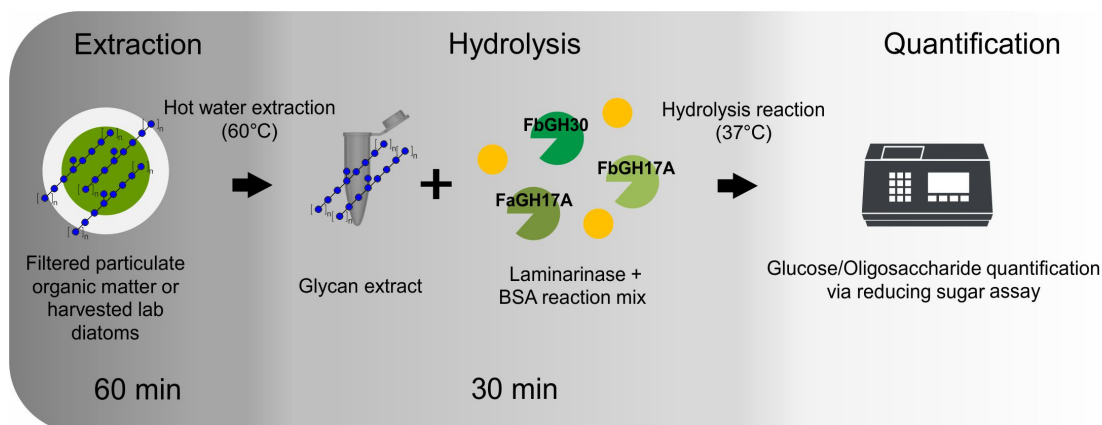 Extraction
Hydrolysis
Quantification
Hot water extraction
(60°C)
Hydrolysis reaction
(37°C)
[ ]n
[ ]n
[ ]n
[ ]n
[ ]n
FbGH30
FbGH17A
FaGH17A
+
Filtered particulate
organic matter or
harvested lab
diatoms
Glycan extract
Laminarinase +
BSA reaction mix
Glucose/Oligosaccharide quantification
via reducing sugar assay
60 min
30 min